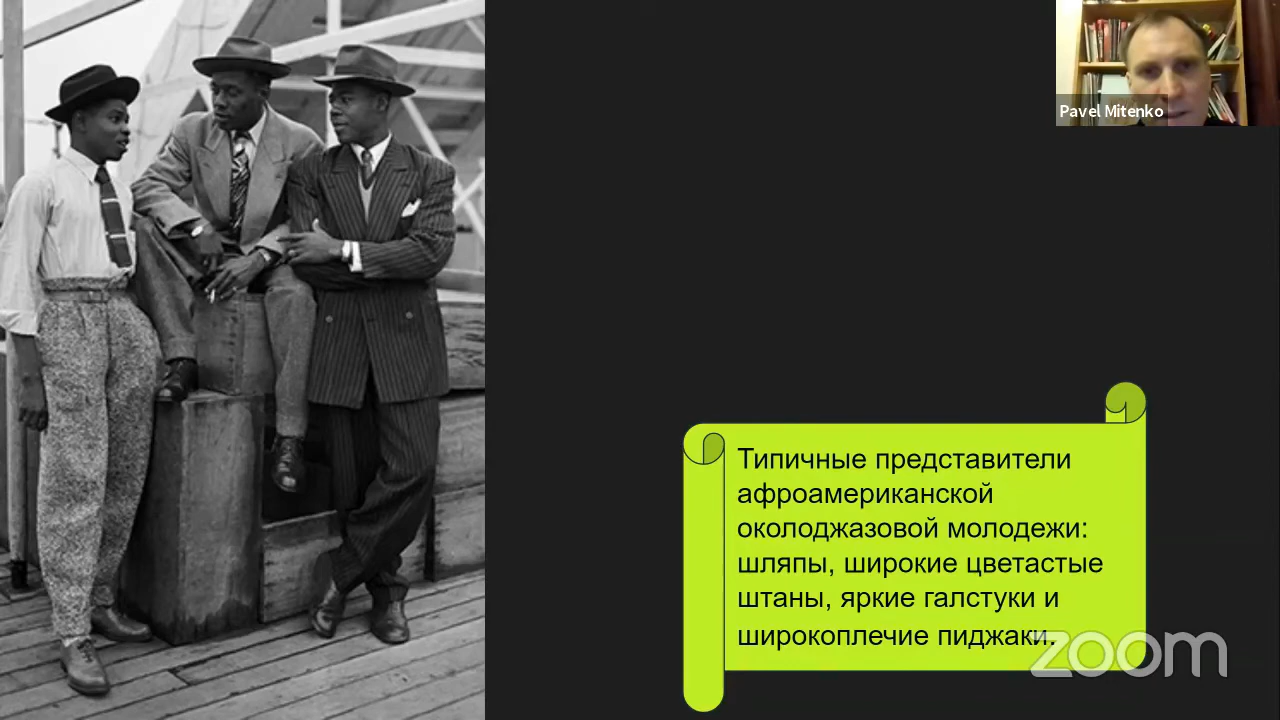 Pavel Mitenko
Типичные представители
афроамериканской
околоджазовой молодежи:
шляпы, широкие цветастые
штаны, яркие галстуки и
широкоплечие пиджаки.
zoom